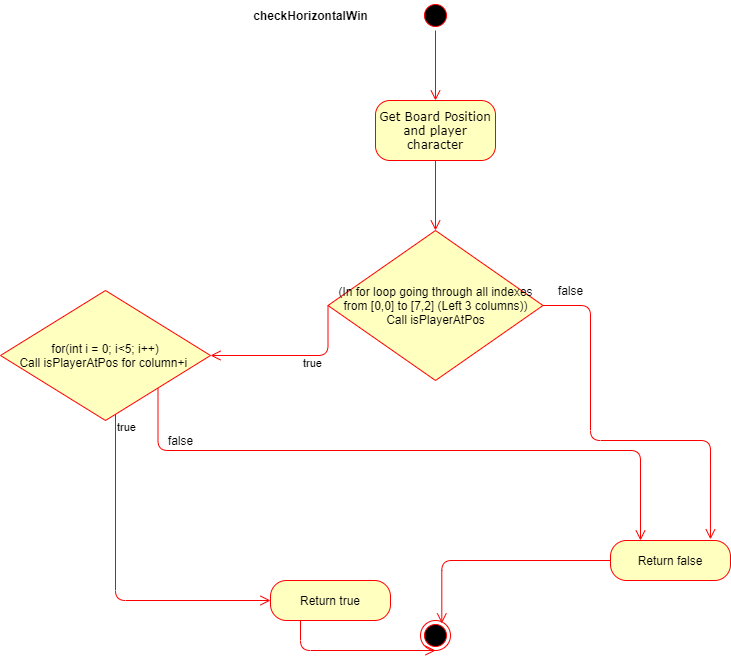 checkHorizontalWin
Get Board Position
and player
character
(In for loop going through all indexes
from [0,0] to [7,2] (Left 3 columns))
Call isPlayerAtPos
false
true
for(int i = 0; i<5; i++)
Call isPlayerAtPos for column+i
true
false
Return false
Return true